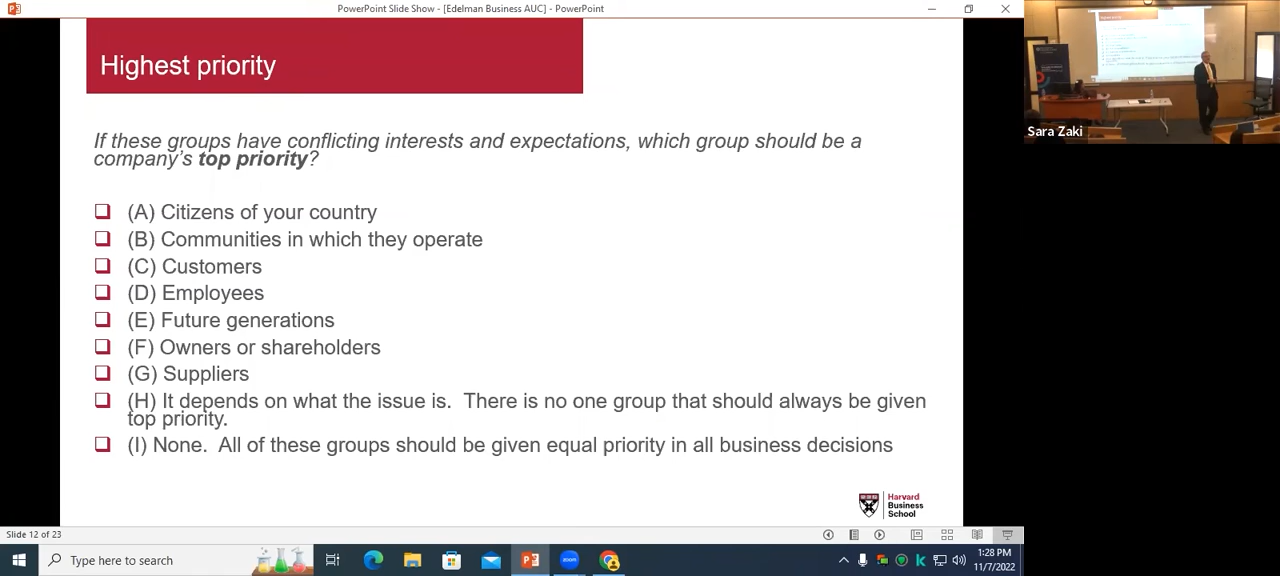 PowerPoint Slide Show - [Edelman Business AUC] - PowerPoint
Highest priority
If these groups have conflicting interests and expectations, which group should be a
company's top priority?
(A) Citizens of your country
(B) Communities in which they operate
(C) Customers
(D) Employees
(E) Future generations
(F) Owners or shareholders
(G) Suppliers
(H) It depends on what the issue is.  There is no one group that should always be given
top priority.
(I) None.  All of these groups should be given equal priority in all business decisions
Harvard
Business
School
Sara Zaki
Slide 12 of 23
Type here to search
zoom
1:28 PM
11/7/2022